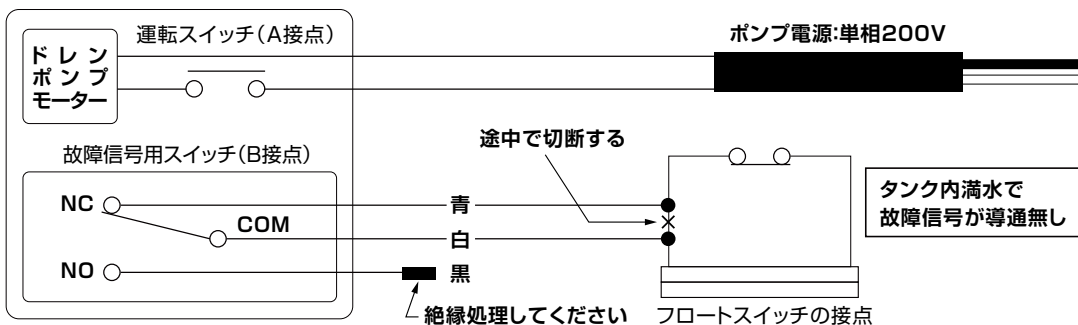 運転スイッチ(A接点)
ポンプ電源:単相200V
ドレン
ポンプ
モーター
故障信号用スイッチ(B接点)
途中で切断する
NC
COM
NO
青
白
黒
タンク内満水で
故障信号が導通無し
絶縁処理してください
フロートスイッチの接点